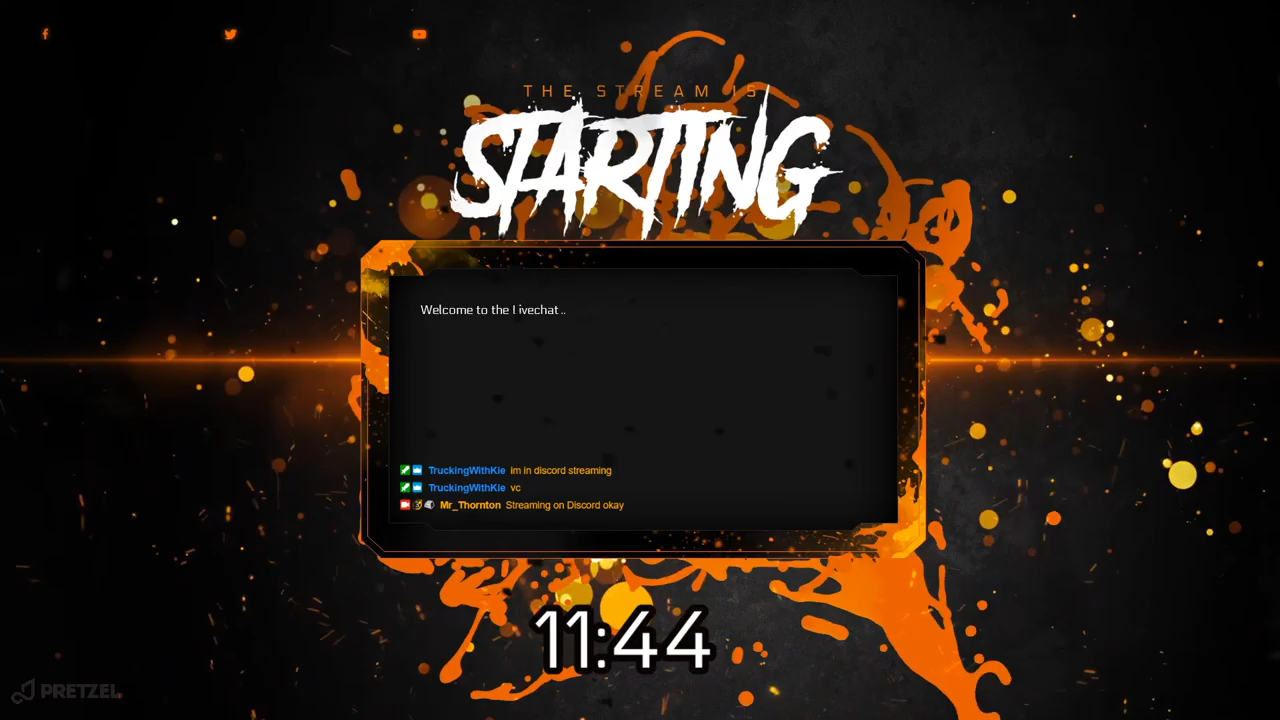 THE STREAM IS
STARTING
Welcome to the Livechat..
TruckingWithKie Im in discord streaming
TruckingWithKie vc
Mr_Thornton Streaming on Discord okay
11:44
PRETZEL